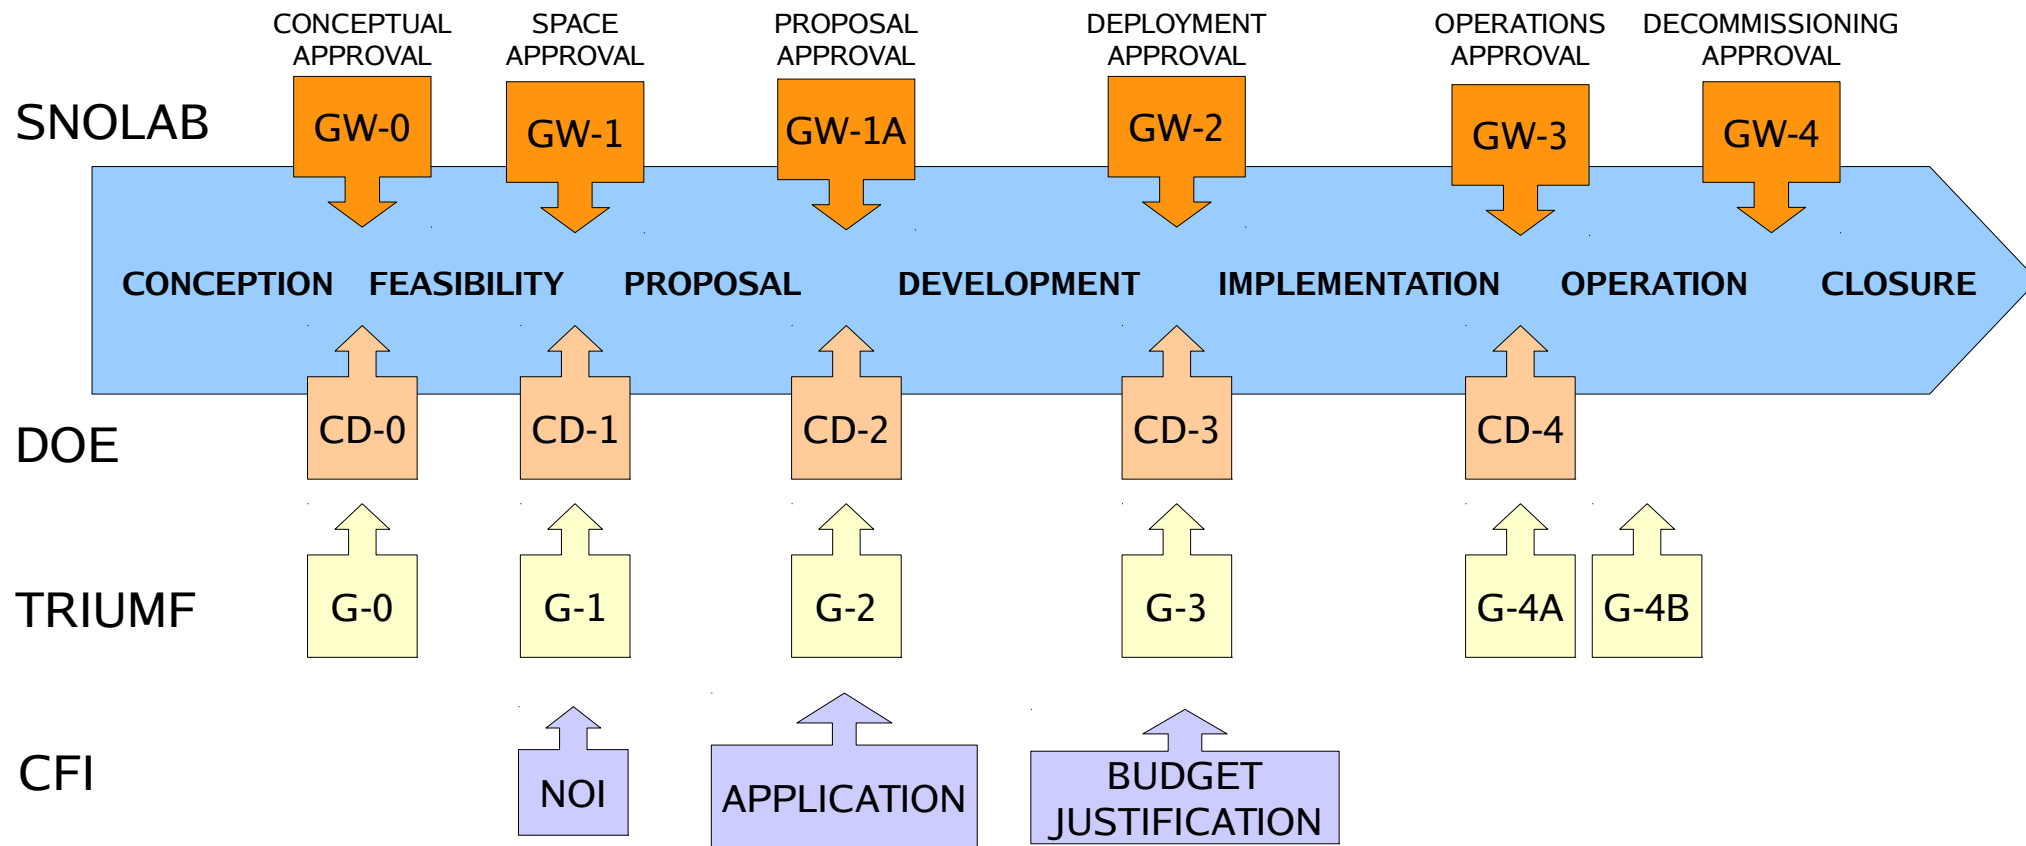 CONCEPTUAL
APPROVAL
SPACE
APPROVAL
PROPOSAL
APPROVAL
DEPLOYMENT
APPROVAL
OPERATIONS
APPROVAL
DECOMMISSIONING
APPROVAL
SNOLAB
GW-0
GW-1
GW-1A
GW-2
GW-3
GW-4
CONCEPTION
FEASIBILITY
PROPOSAL
DEVELOPMENT
IMPLEMENTATION
OPERATION
CLOSURE
DOE
CD-0
CD-1
CD-2
CD-3
CD-4
TRIUMF
G-0
G-1
G-2
G-3
G-4A
G-4B
CFI
NOI
APPLICATION
BUDGET
JUSTIFICATION